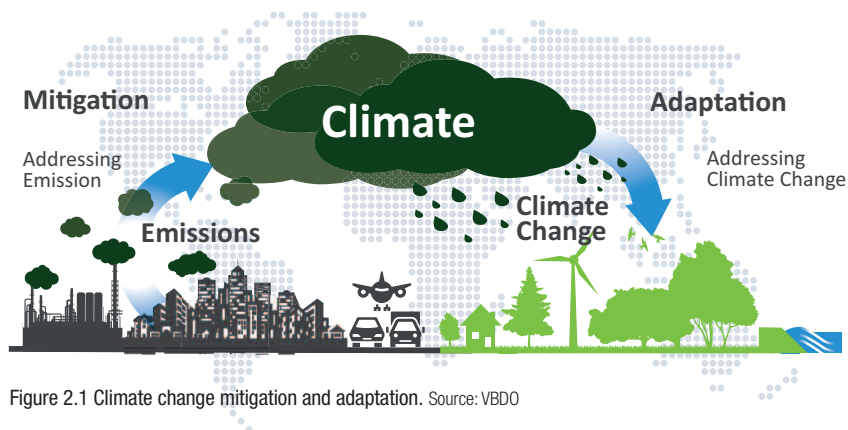 Mitigation
Addressing
Emission
Emissions
Climate
Climate
Change
Adaptation
Addressing
Climate Change
Figure 2.1 Climate change mitigation and adaptation. Source: VBDO